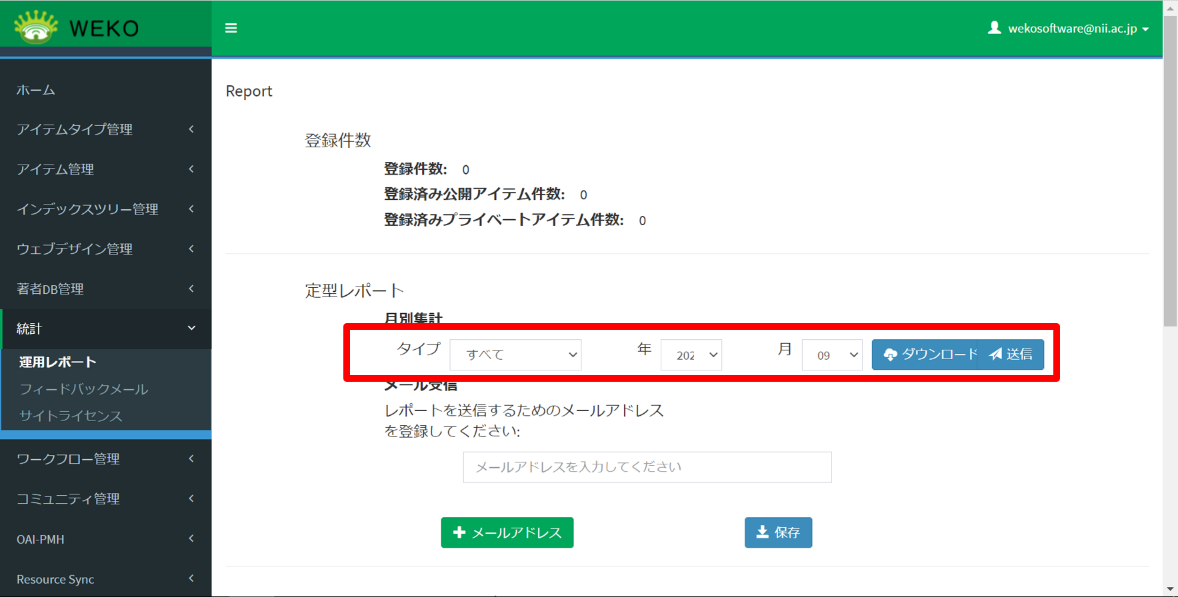 WEKO
wekosoftware@nii.ac.jp
ホーム
アイテムタイプ管理
アイテム管理
インデックスツリー管理
ウェブデザイン管理
著者DB管理
統計
運用レポート
フィードバックメール
サイトライセンス
ワークフロー管理
コミュニティ管理
OAI-PMH
Resource Sync
Report
登録件数
登録件数: 0
登録済み公開アイテム件数: 0
登録済みプライベートアイテム件数: 0
定型レポート
月別集計
タイプ すべて 年 202 月 09 ダウンロード 送信
メール受信
レポートを送信するためのメールアドレス
を登録してください:
メールアドレスを入力してください
メールアドレス 保存